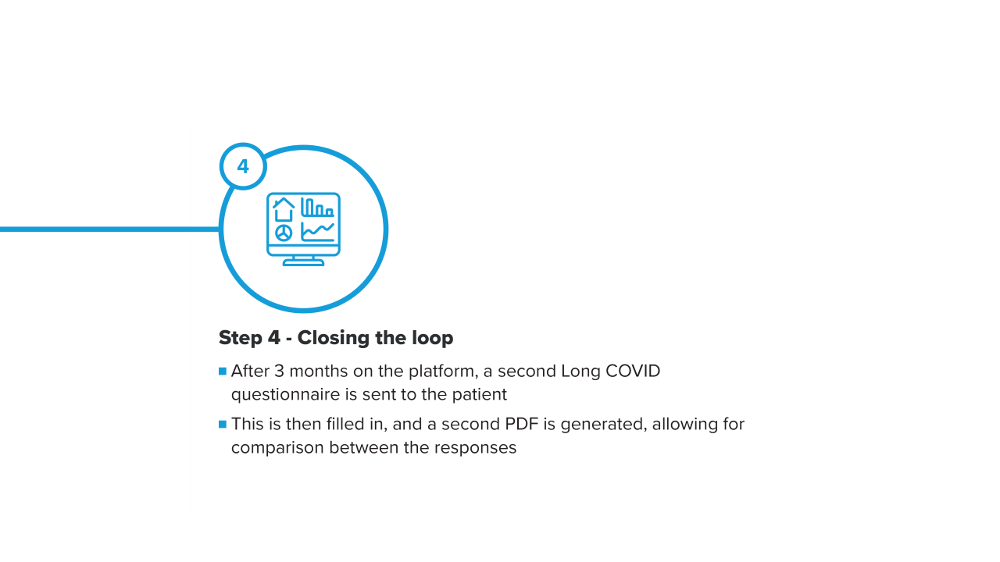 4
Step 4 - Closing the loop
After 3 months on the platform, a second Long COVID
questionnaire is sent to the patient
This is then filled in, and a second PDF is generated, allowing for
comparison between the responses